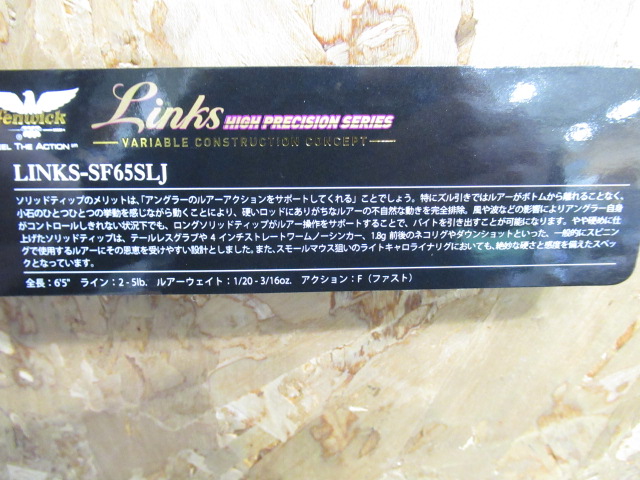 Fenwick
FEEL THE ACTION
Links HIGH PRECISION SERIES
VARIABLE CONSTRUCTION CONCEPT
LINKS-SF65SLJ
ソリッドティップのメリットは、「アングラーのルアーアクションをサポートしてくれる」ことでしょう。特にズル引きではルアーがボトムから離れることなく、
小石のひとつひとつの挙動を感じながら動くことにより、硬いロッドにありがちなルアーの不自然な動きを完全排除。風や波などの影響によりアングラー自身
がコントロールしきれない状況下でも、ロングソリッドティップがルアー操作をサポートすることで、バイトを引き出すことが可能になります。やや硬めに仕
上げたソリッドティップは、テールレスグラブや4インチストレートワームノーシンカー、1.8g前後のネコリグやダウンショットといった、一般的にスピニン
グで使用するルアーにその恩恵を受けやすい設計としました。また、スモールマウス狙いのライトキャロライナリグにおいても、絶妙な硬さと感度を備えたスペッ
クとなっています。
全長：6'5" ライン：2-5lb. ルアーウェイト：1/20-3/16oz. アクション：F（ファスト）